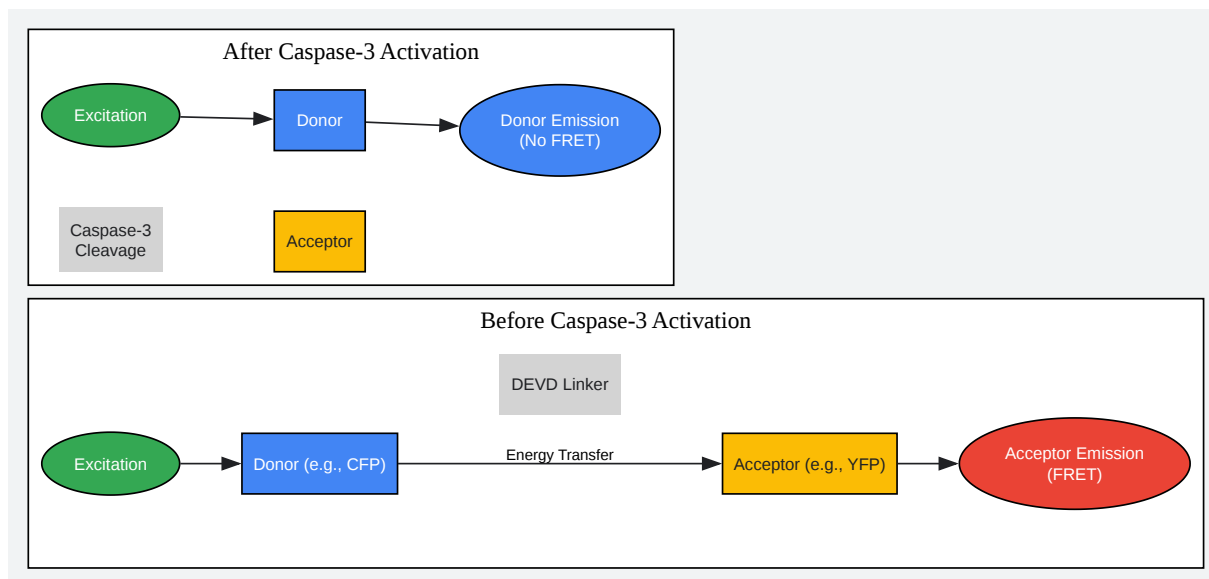 After Caspase-3 Activation
Excitation
Donor
Donor Emission
(No FRET)
Caspase-3
Cleavage
Acceptor
Before Caspase-3 Activation
DEVD Linker
Excitation
Donor (e.g., CFP)
Energy Transfer
Acceptor (e.g., YFP)
Acceptor Emission
(FRET)